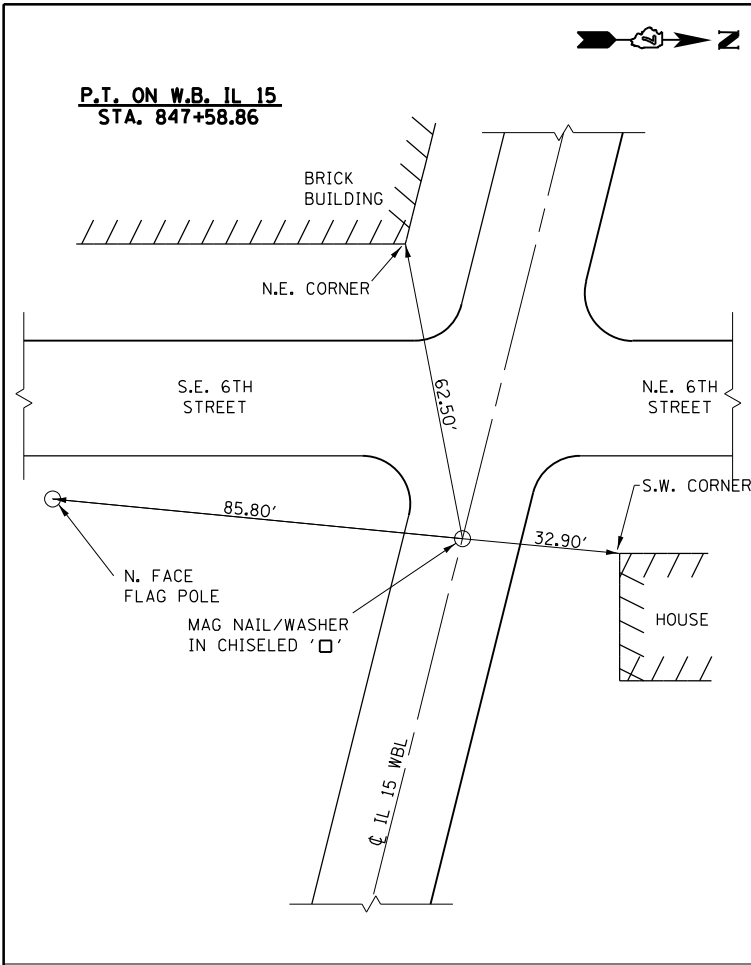 N
P.T. ON W.B. IL 15
STA. 847+58.86
BRICK
BUILDING
N.E. CORNER
S.E. 6TH
STREET
62.50'
N.E. 6TH
STREET
S.W. CORNER
85.80'
32.90'
N. FACE
FLAG POLE
MAG NAIL/WASHER
IN CHISELED '□'
HOUSE
℄ IL 15 WBL